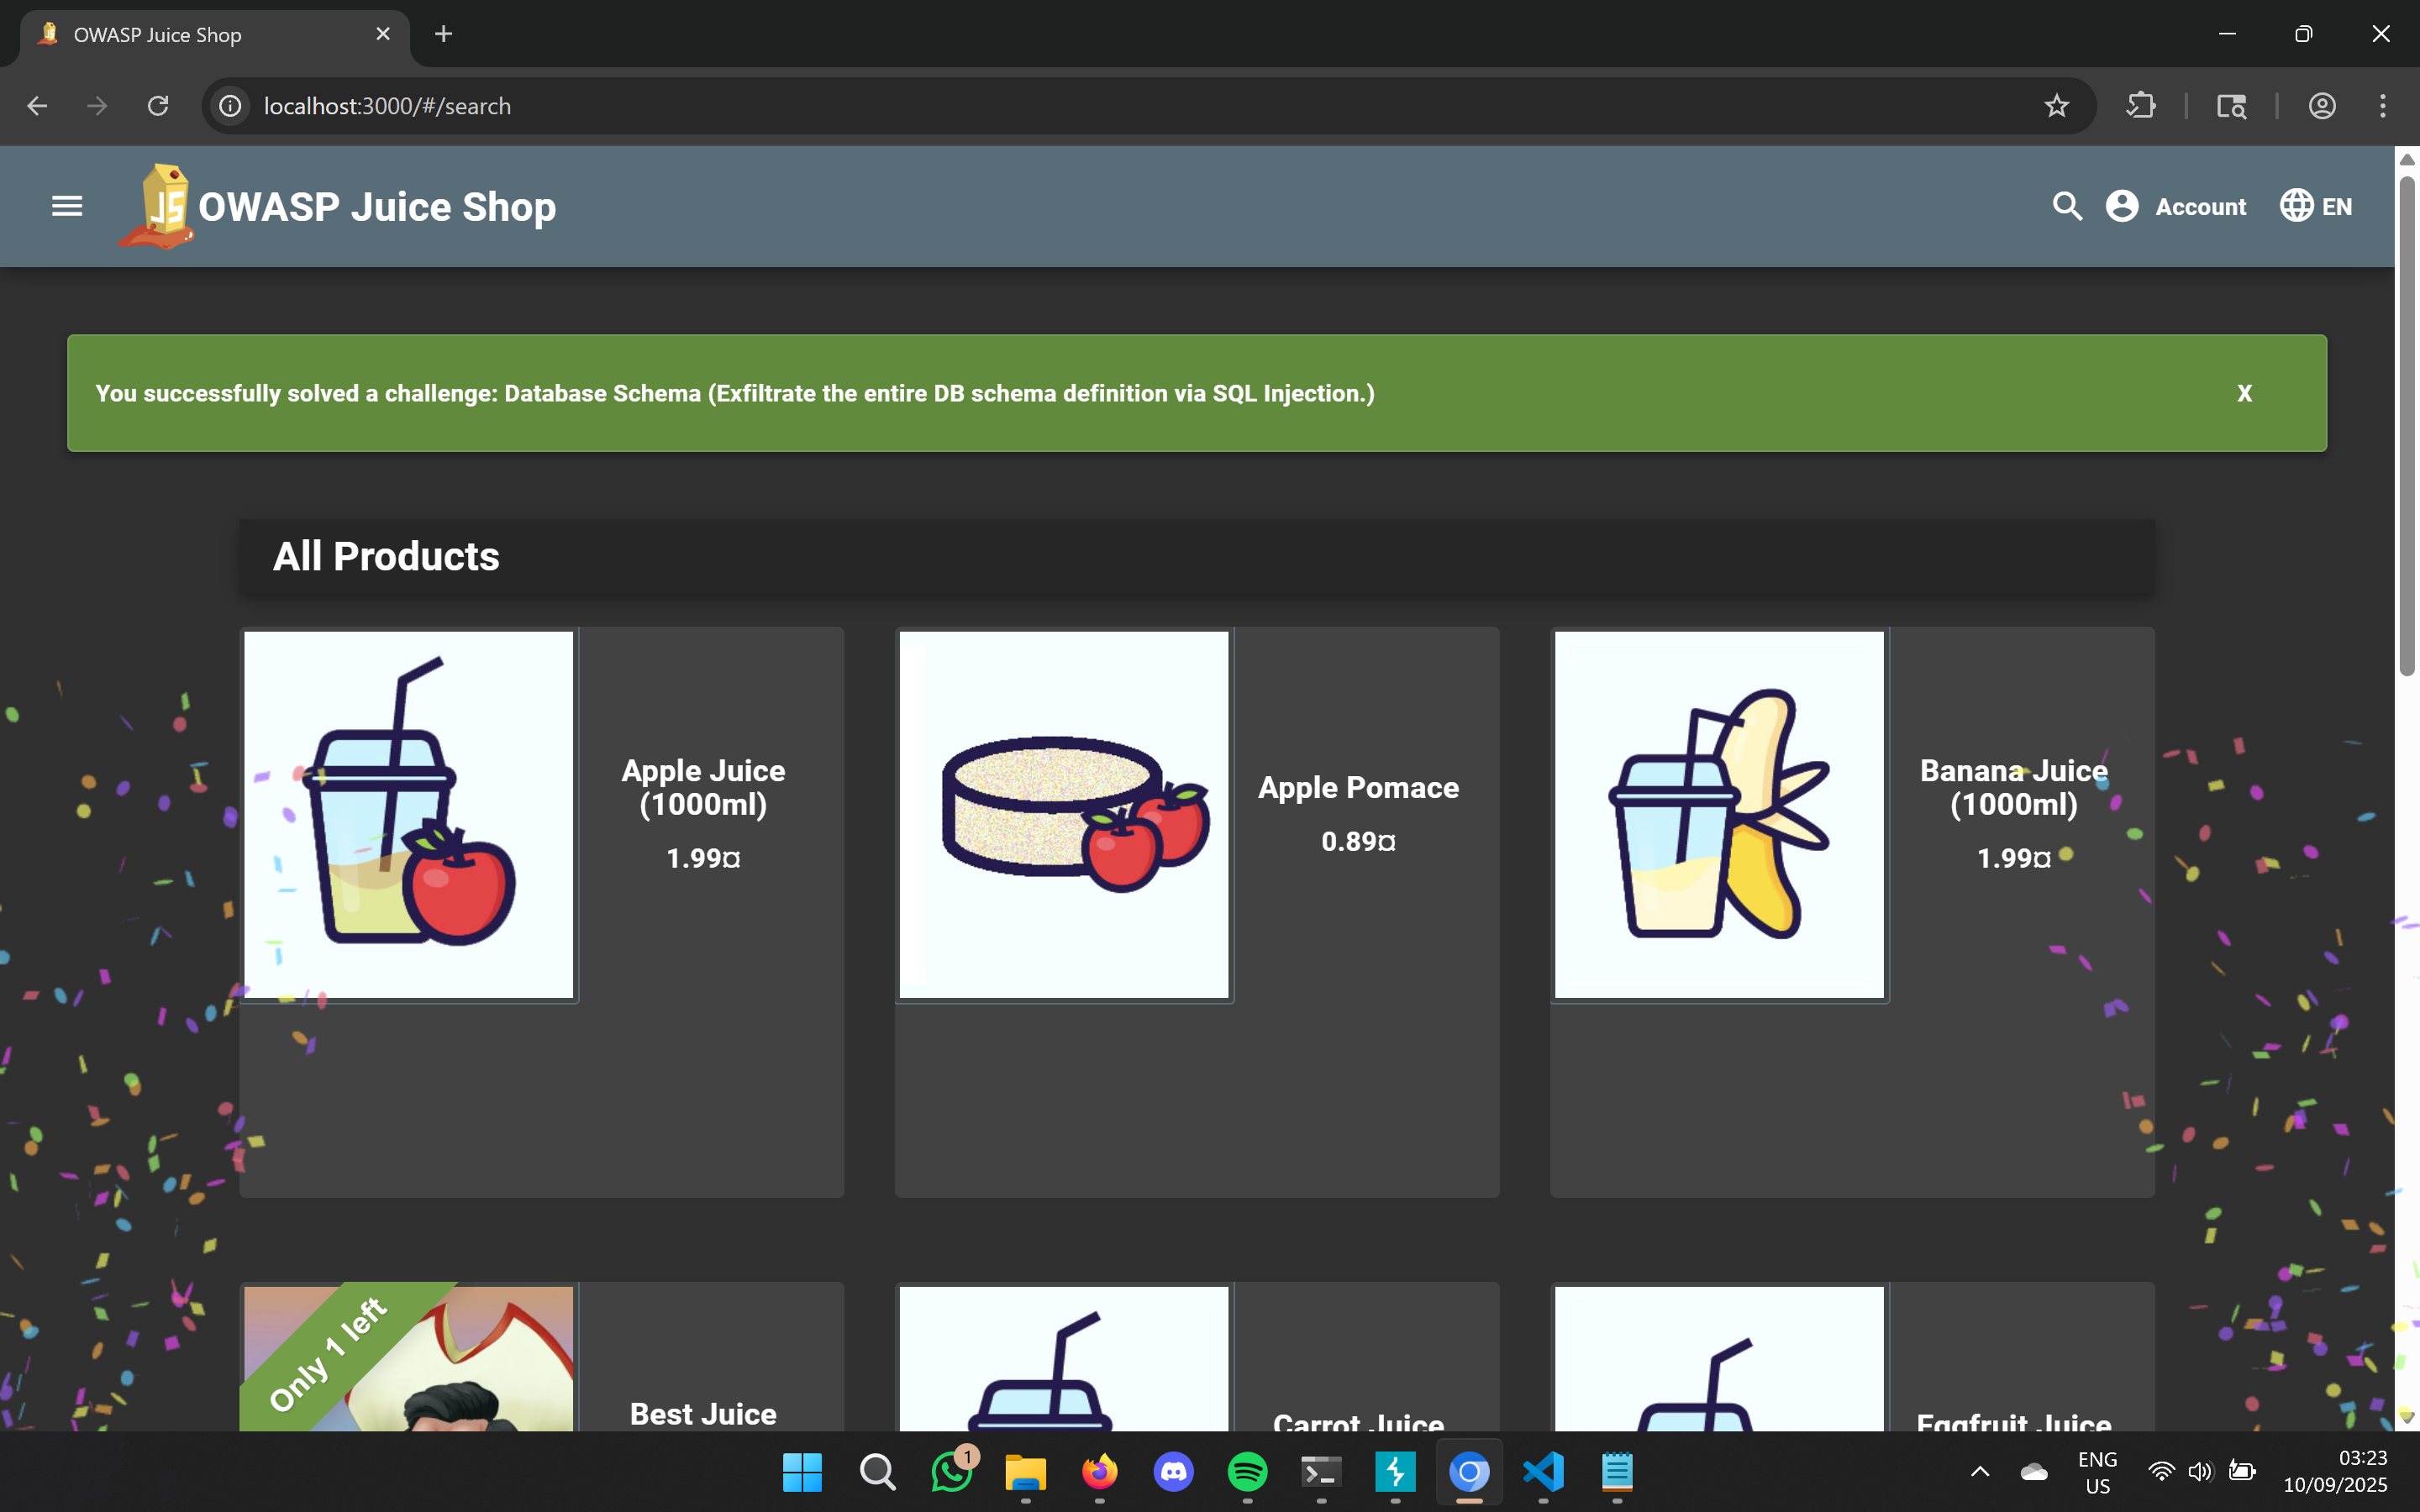 OWASP Juice Shop
localhost:3000/#/search
JS
OWASP Juice Shop
Account
EN
You successfully solved a challenge: Database Schema (Exfiltrate the entire DB schema definition via SQL Injection.)
X
All Products
Apple Juice
(1000ml)
1.99¤
Apple Pomace
0.89¤
Banana Juice
(1000ml)
1.99¤
Only 1 left
Best Juice
Carrot Juice
Eggfruit Juice
1
ENG
US
03:23
10/09/2025